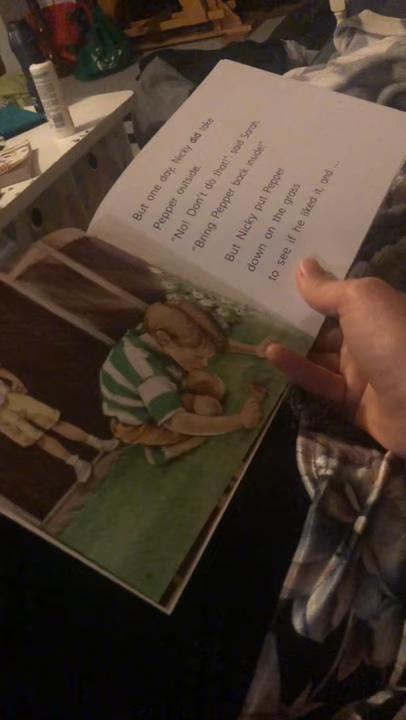 But one day, Nicky did take
Pepper outside.
"No! Don't do that!" said Sarah.
"Bring Pepper back inside!"
But Nicky put Pepper
down on the grass
to see if he liked it, and ...